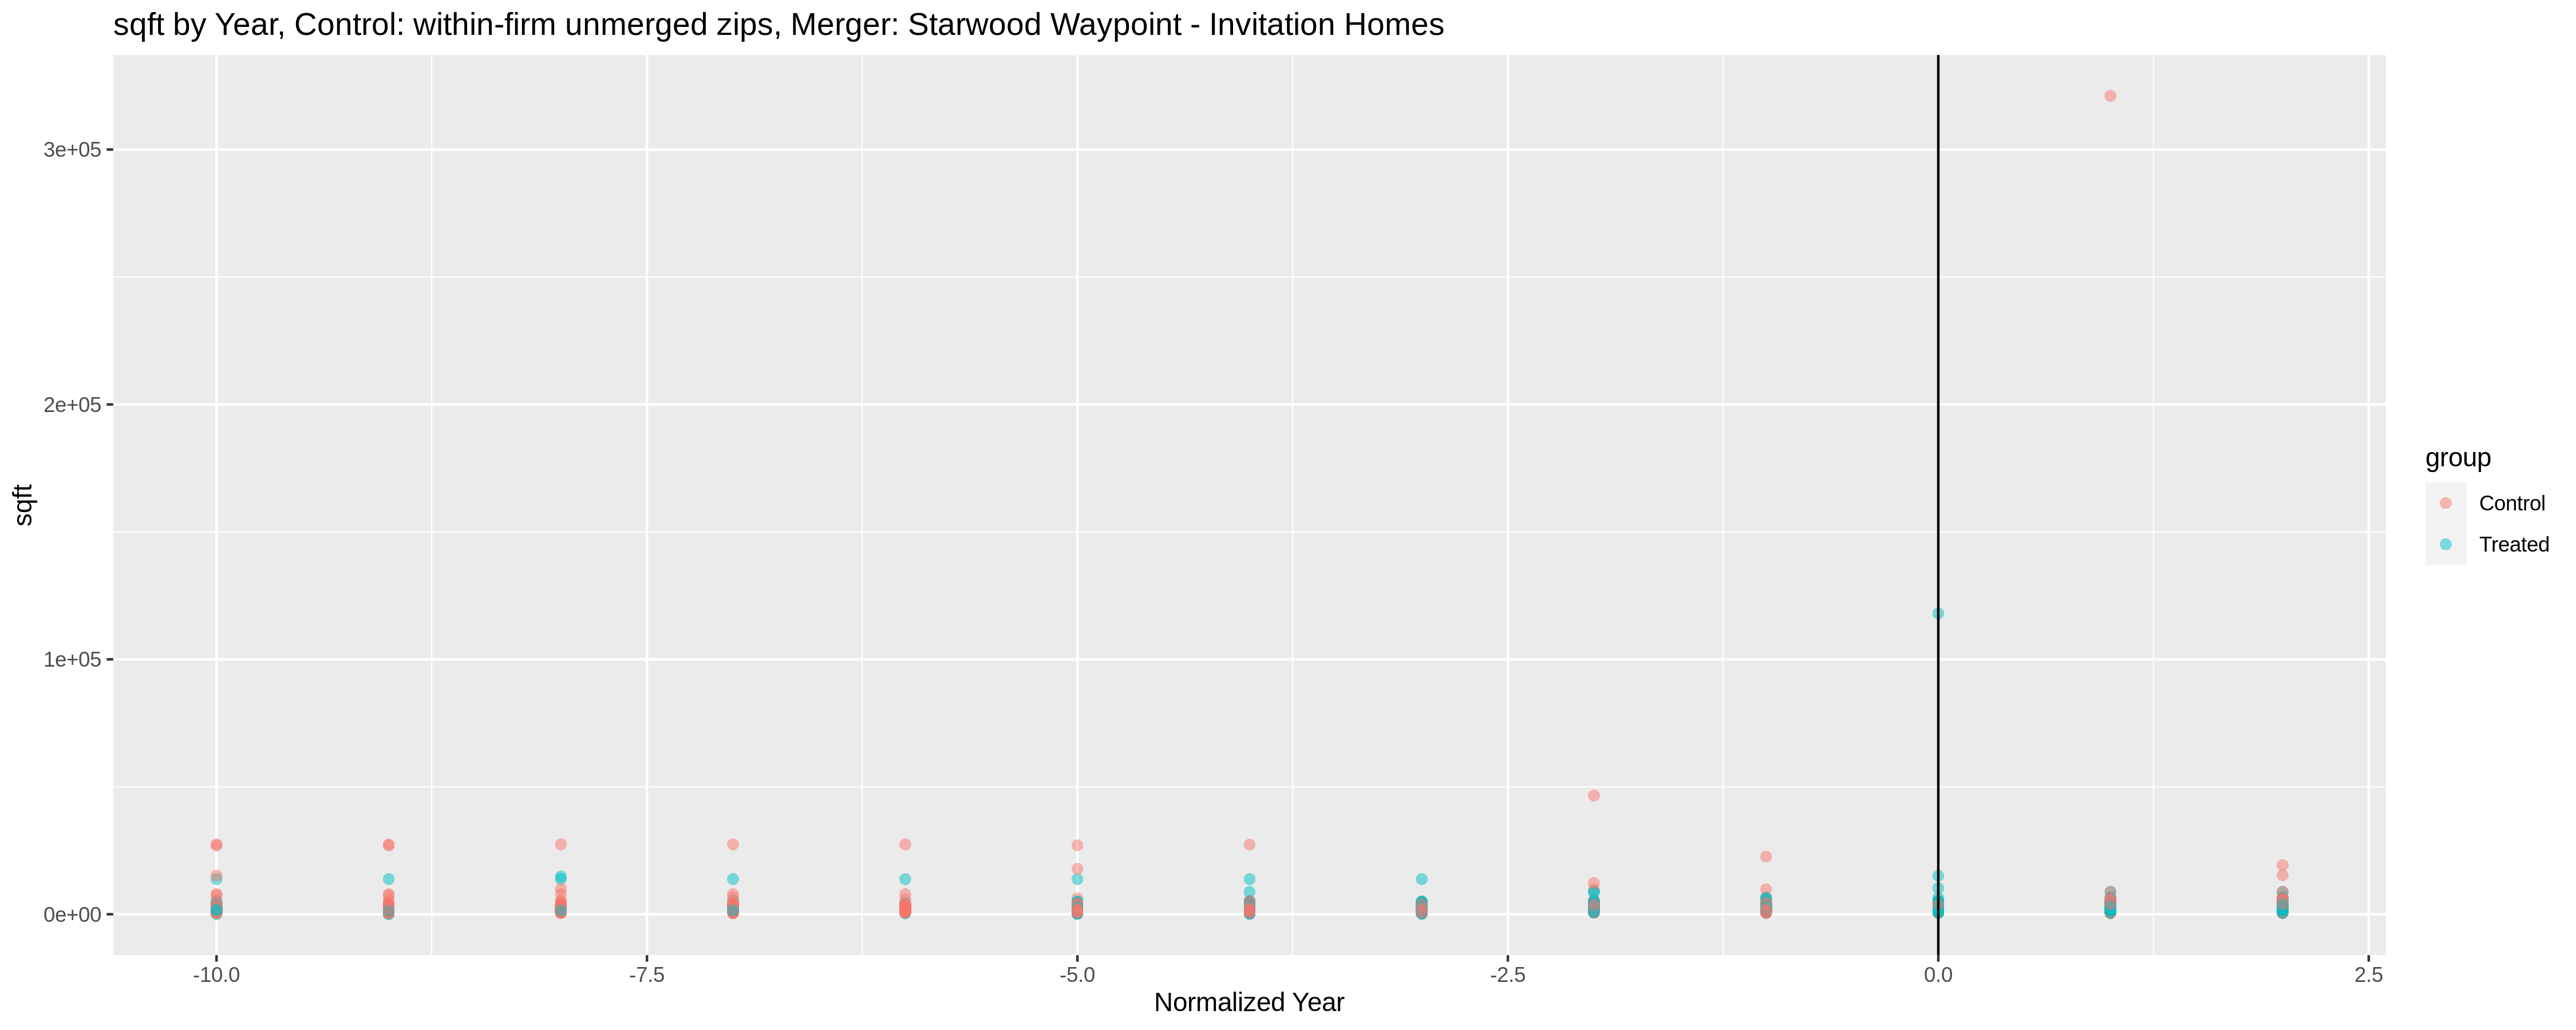 sqft by Year, Control: within-firm unmerged zips, Merger: Starwood Waypoint - Invitation Homes
3e+05
2e+05
1e+05
0e+00
sqft
-10.0
-7.5
-5.0
-2.5
0.0
2.5
Normalized Year
group
Control
Treated